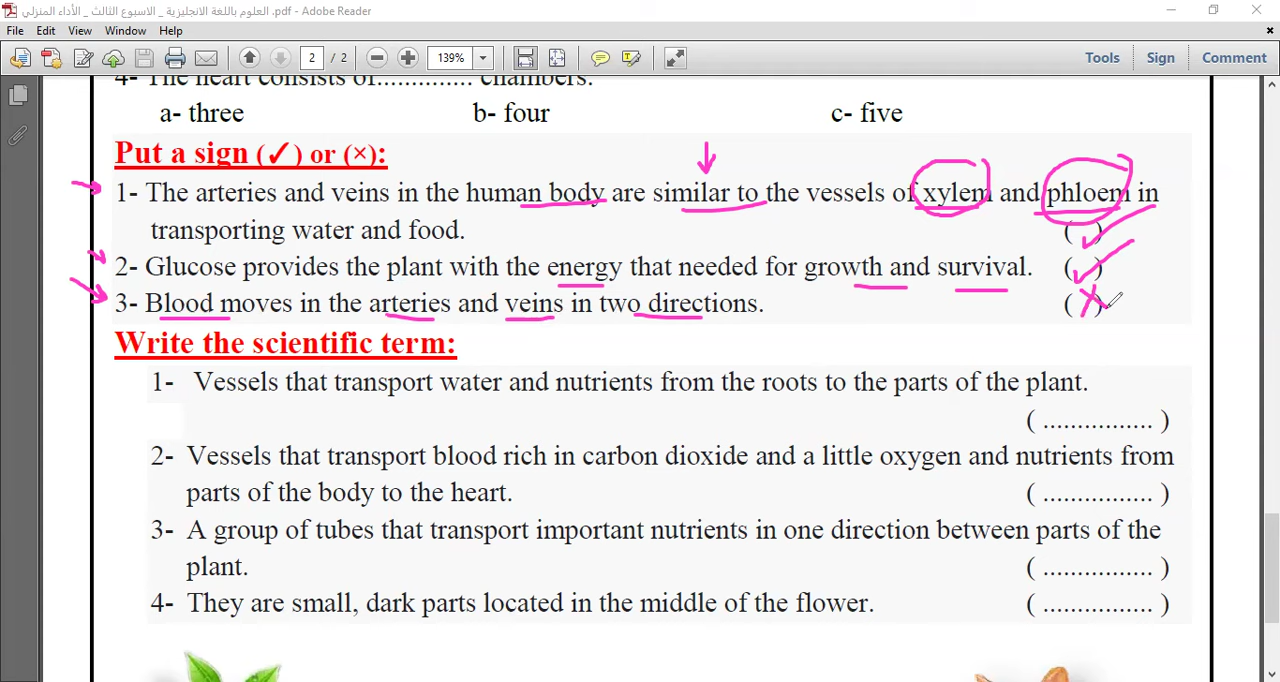 العلوم باللغة الانجليزية _ الاسبوع الثالث _ الأداء المنزلي .pdf - Adobe Reader
File Edit View Window Help
2 / 2 139% Tools Sign Comment
4- The heart consists of.............. chambers.
a- three b- four c- five
Put a sign (✓) or (×):
1- The arteries and veins in the human body are similar to the vessels of xylem and phloem in
transporting water and food. ( ✓ )
2- Glucose provides the plant with the energy that needed for growth and survival. ( ✓ )
3- Blood moves in the arteries and veins in two directions. ( X )
Write the scientific term:
1- Vessels that transport water and nutrients from the roots to the parts of the plant.
( ................ )
2- Vessels that transport blood rich in carbon dioxide and a little oxygen and nutrients from
parts of the body to the heart. ( ................ )
3- A group of tubes that transport important nutrients in one direction between parts of the
plant. ( ................ )
4- They are small, dark parts located in the middle of the flower. ( ................ )